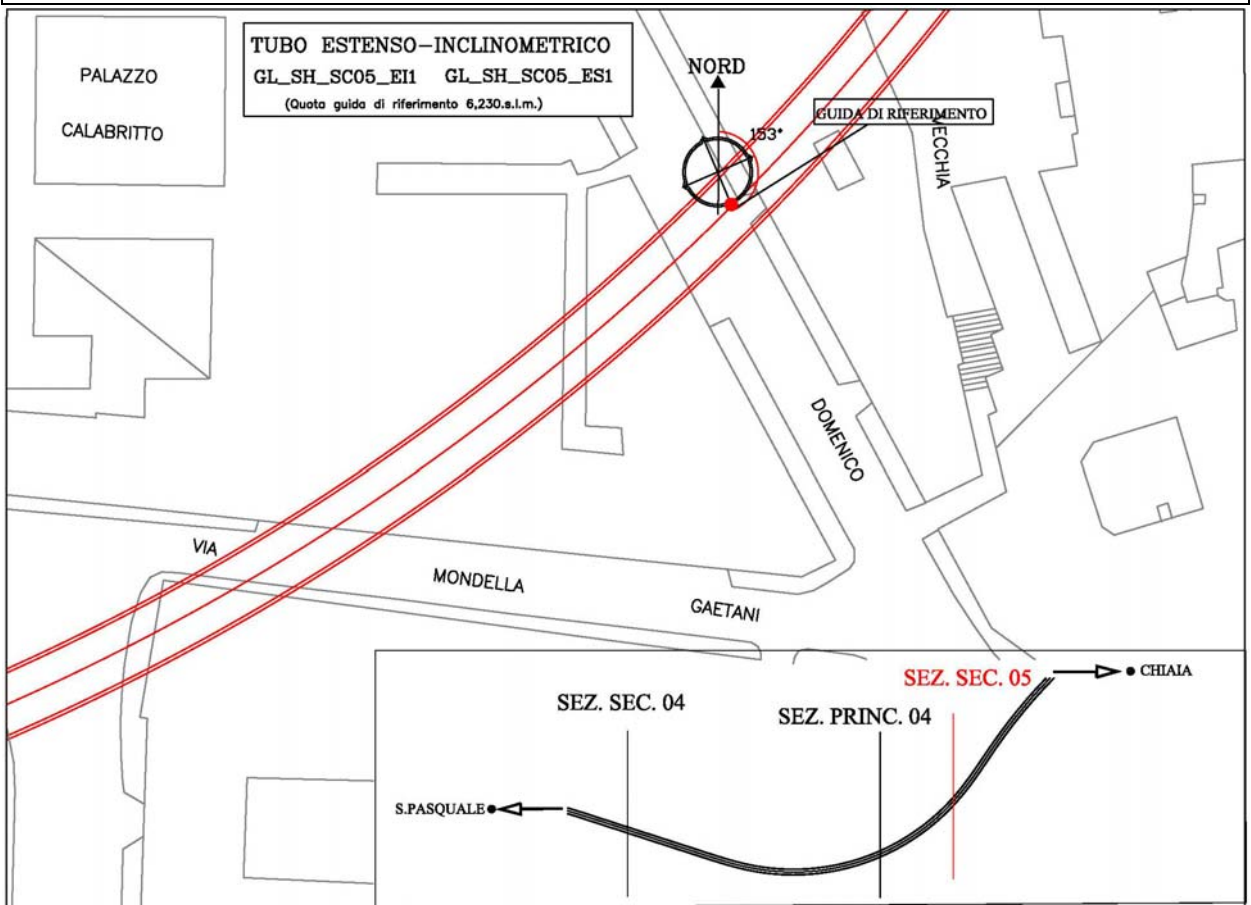 TUBO ESTENSO-INCLINOMETRICO
GL_SH_SC05_EI1 GL_SH_SC05_ES1
(Quota guida di riferimento 6,230.s.l.m.)
PALAZZO
CALABRITTO
NORD
153°
GUIDA DI RIFERIMENTO
VECCHIA
DOMENICO
VIA
MONDELLA
GAETANI
SEZ. SEC. 04
SEZ. PRINC. 04
SEZ. SEC. 05
CHIAIA
S.PASQUALE